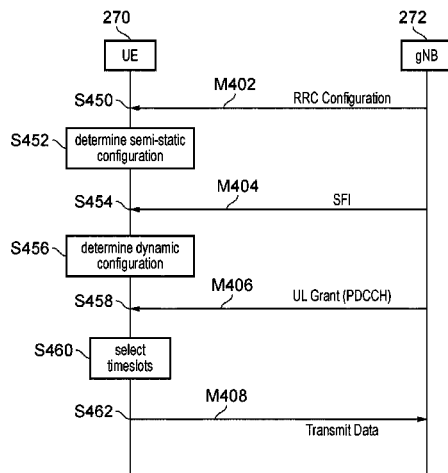 270
272
UE
gNB
M402
S450
RRC Configuration
S452
determine semi-static
configuration
M404
S454
SFI
S456
determine dynamic
configuration
M406
S458
UL Grant (PDCCH)
S460
select
timeslots
M408
S462
Transmit Data